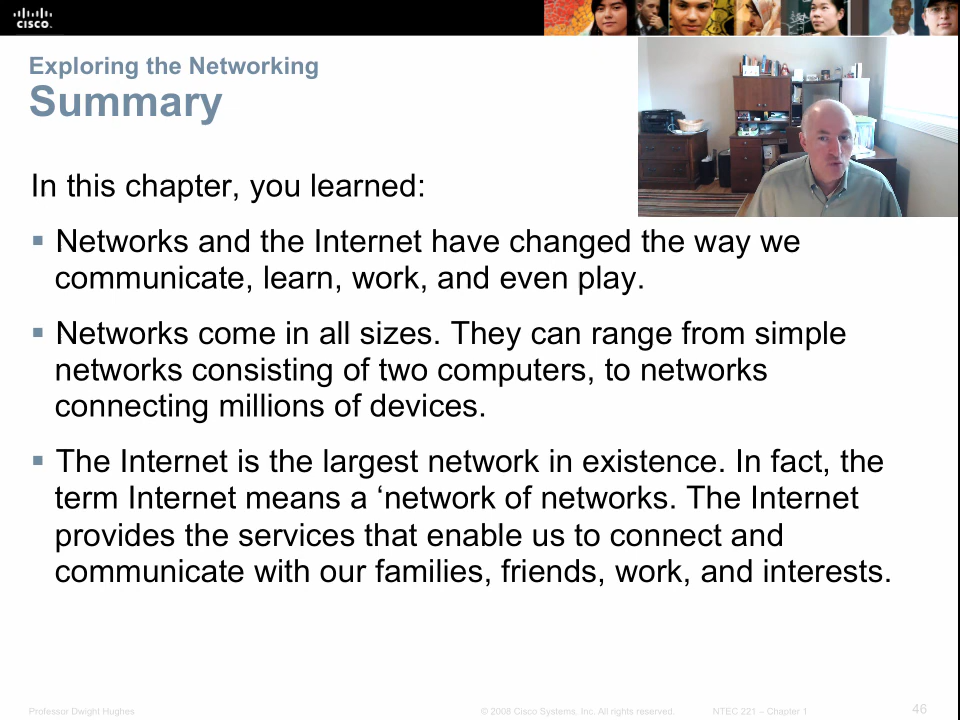 CISCO
Exploring the Networking
Summary
In this chapter, you learned:
▪ Networks and the Internet have changed the way we
communicate, learn, work, and even play.
▪ Networks come in all sizes. They can range from simple
networks consisting of two computers, to networks
connecting millions of devices.
▪ The Internet is the largest network in existence. In fact, the
term Internet means a ‘network of networks. The Internet
provides the services that enable us to connect and
communicate with our families, friends, work, and interests.
Professor Dwight Hughes © 2008 Cisco Systems, Inc. All rights reserved. NTEC 221 – Chapter 1 46